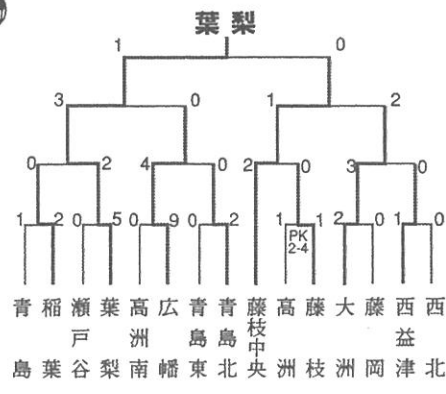 葉梨
1 0
3 0 1 2
0 2 4 0 2 0 3 0
1 2 0 5 0 9 0 2 1 1 2 0 1 0
PK
2-4
青島
稲葉
瀬戸谷
葉梨
高洲南
広幡
青島東
青島北
藤枝中央
高洲
藤枝
大洲
藤岡
西益津
西北